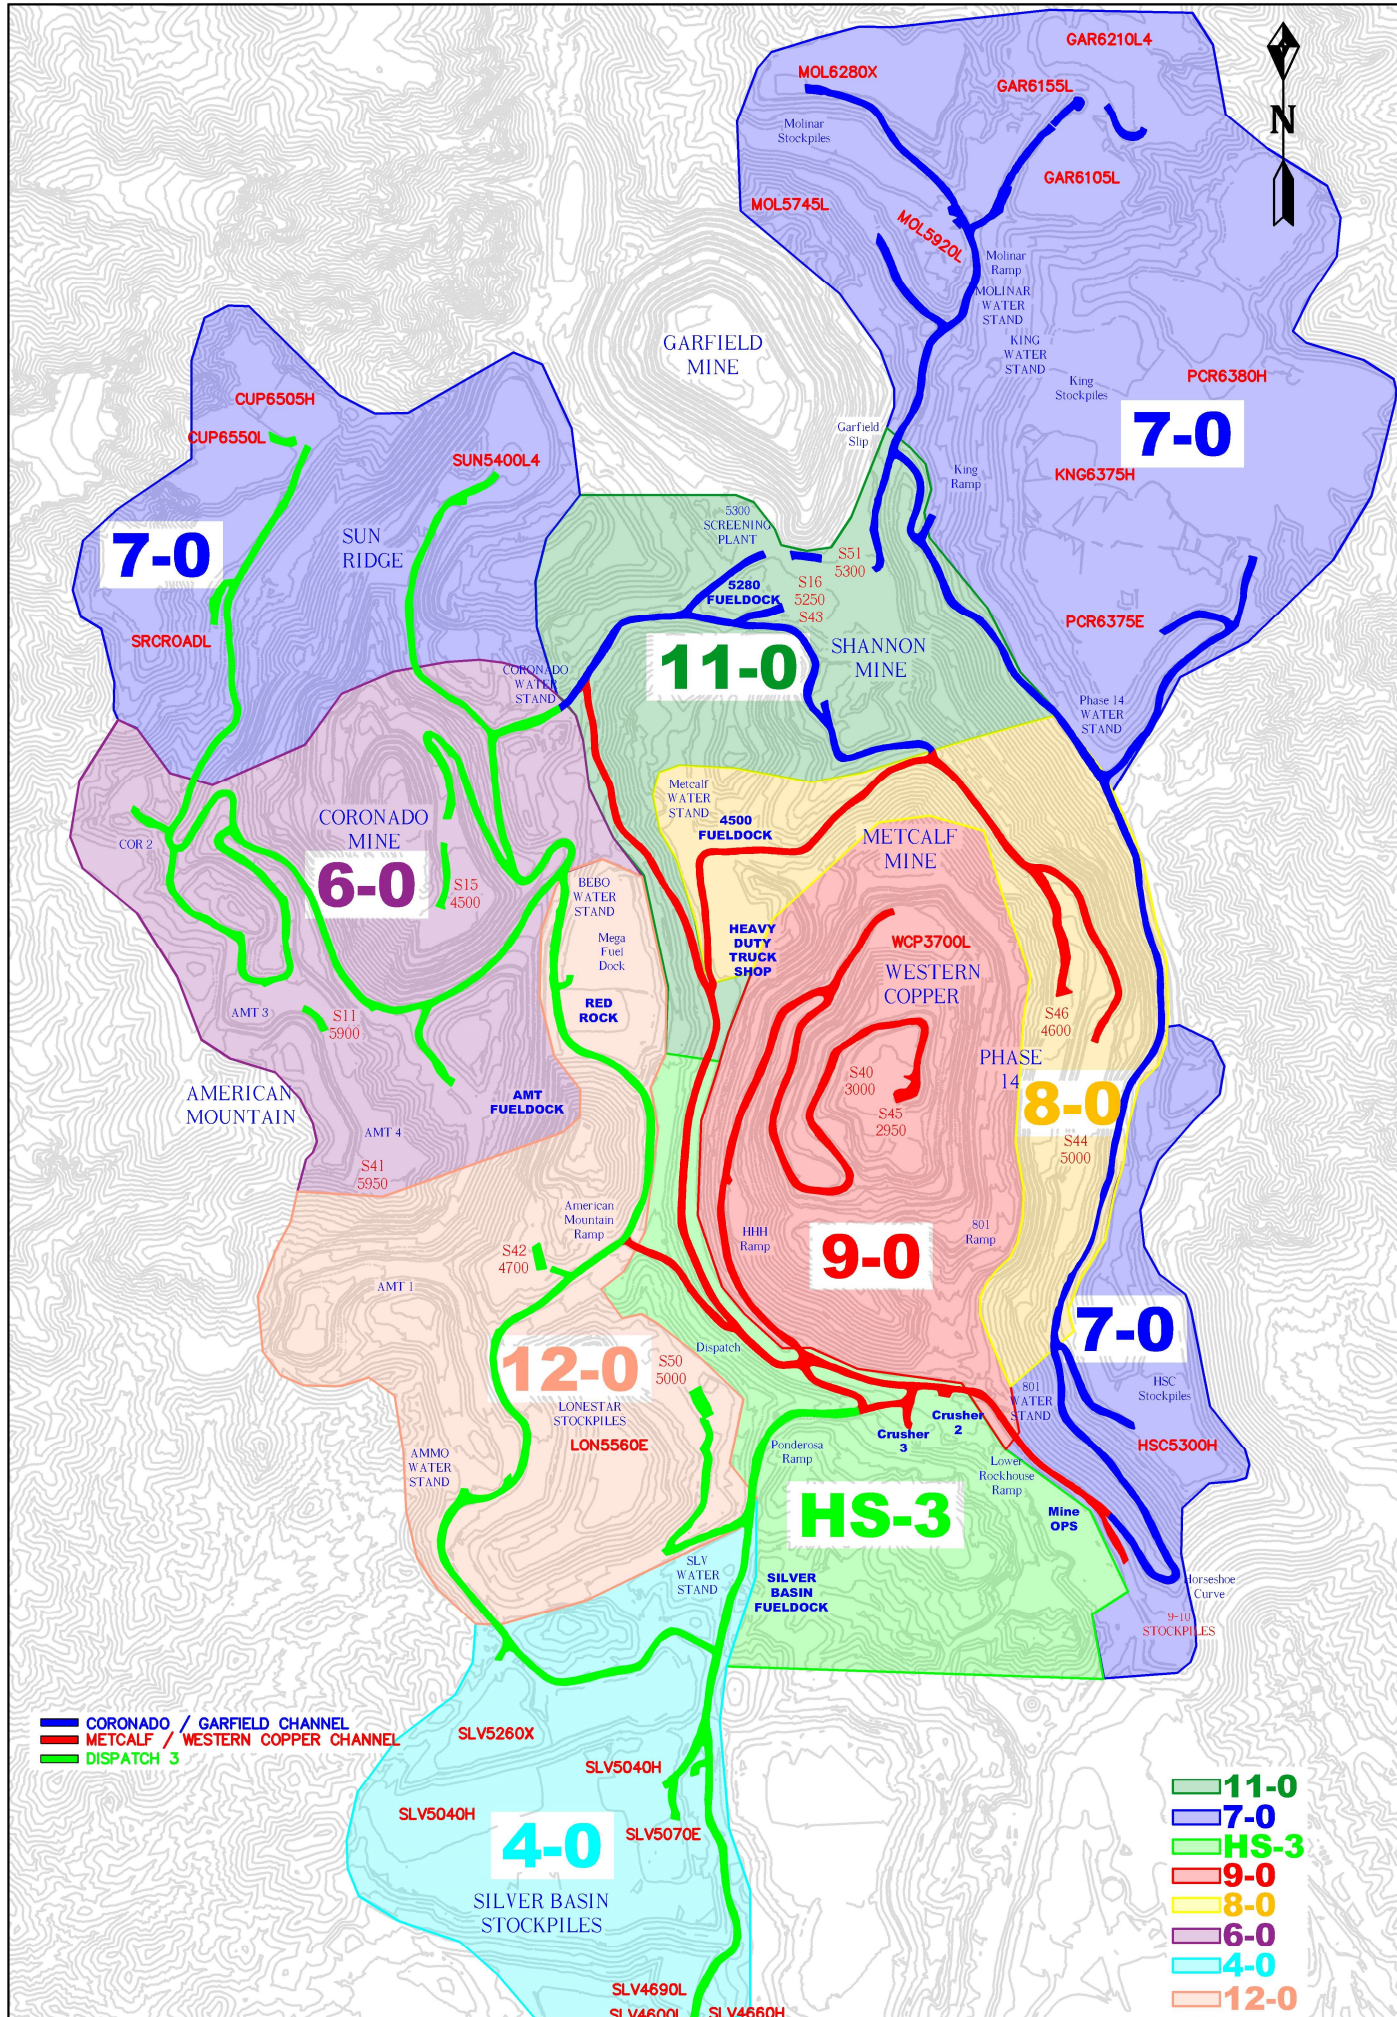 GAR6210L4
MOL6280X
GAR6155L
N
Molinar
Stockpiles
GAR6105L
MOL5745L
MOL5920L
Molinar
Ramp
MOLINAR
WATER
STAND
GARFIELD
MINE
KING
WATER
STAND
King
Stockpiles
PCR6380H
CUP6505H
CUP6550L
7-0
Garfield
Slip
SUN5400L4
King
Ramp
KNG6375H
5300
SCREENING
PLANT
7-0
SUN
RIDGE
S51
5300
5280
FUELDOCK
S16
5250
S43
SRCROADL
PCR6375E
11-0
SHANNON
MINE
CORONADO
WATER
STAND
Phase 14
WATER
STAND
Metcalf
WATER
STAND
CORONADO
MINE
4500
FUELDOCK
METCALF
MINE
COR 2
6-0
S15
4500
BEBO
WATER
STAND
Mega
Fuel
Dock
HEAVY
DUTY
TRUCK
SHOP
WCP3700L
WESTERN
COPPER
RED
ROCK
AMT 3
S11
5900
S46
4600
PHASE
14
S40
3000
AMERICAN
MOUNTAIN
AMT
FUELDOCK
S45
2950
8-0
AMT 4
S44
5000
S41
5950
American
Mountain
Ramp
HHH
Ramp
801
Ramp
S42
4700
9-0
AMT 1
7-0
Dispatch
12-0
S50
5000
HSC
Stockpiles
801
WATER
STAND
LONESTAR
STOCKPILES
LON5560E
Crusher
2
Crusher
3
HSC5300H
AMMO
WATER
STAND
Ponderosa
Ramp
Lower
Rockhouse
Ramp
HS-3
Mine
OPS
SLV
WATER
STAND
SILVER
BASIN
FUELDOCK
Horseshoe
Curve
9-10
STOCKPILES
CORONADO / GARFIELD CHANNEL
METCALF / WESTERN COPPER CHANNEL
DISPATCH 3
SLV5260X
SLV5040H
SLV5040H
SLV5070E
4-0
SILVER BASIN
STOCKPILES
11-0
7-0
HS-3
9-0
8-0
6-0
4-0
12-0
SLV4690L
SLV4600L
SLV4660H